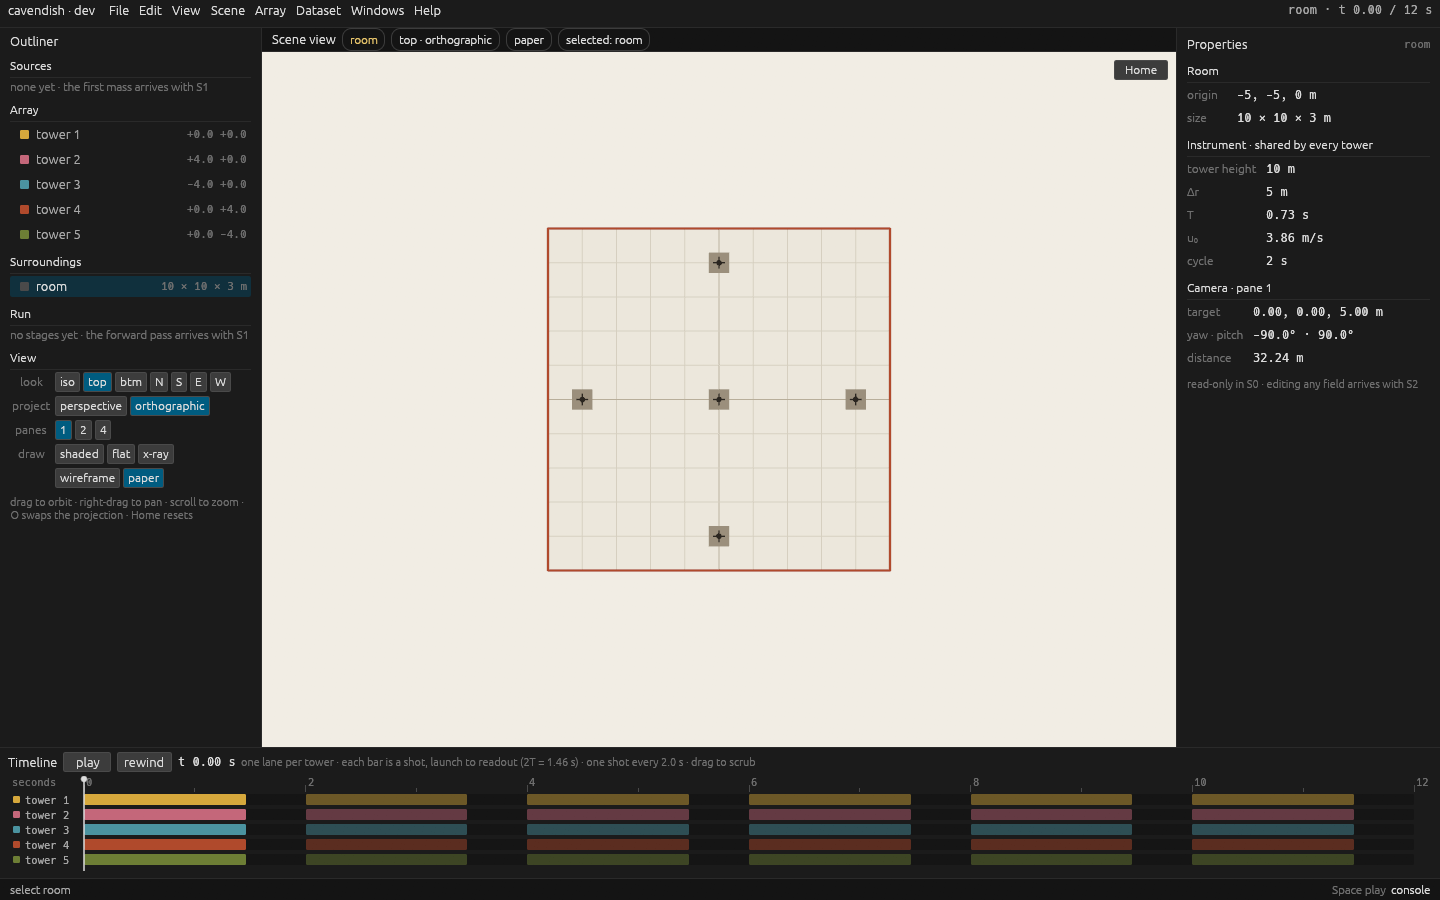 cavendish · dev File Edit View Scene Array Dataset Windows Help room · t 0.00 / 12 s
Outliner
Sources
none yet · the first mass arrives with S1
Array
tower 1 +0.0 +0.0
tower 2 +4.0 +0.0
tower 3 −4.0 +0.0
tower 4 +0.0 +4.0
tower 5 +0.0 −4.0
Surroundings
room 10 × 10 × 3 m
Run
no stages yet · the forward pass arrives with S1
View
look iso top btm N S E W
project perspective orthographic
panes 1 2 4
draw shaded flat x-ray
wireframe paper
drag to orbit · right-drag to pan · scroll to zoom ·
O swaps the projection · Home resets
Scene view room top · orthographic paper selected: room
Home
Properties room
Room
origin −5, −5, 0 m
size 10 × 10 × 3 m
Instrument · shared by every tower
tower height 10 m
Δr 5 m
T 0.73 s
u₀ 3.86 m/s
cycle 2 s
Camera · pane 1
target 0.00, 0.00, 5.00 m
yaw · pitch −90.0° · 90.0°
distance 32.24 m
read-only in S0 · editing any field arrives with S2
Timeline play rewind t 0.00 s one lane per tower · each bar is a shot, launch to readout (2T = 1.46 s) · one shot every 2.0 s · drag to scrub
seconds 0 2 4 6 8 10 12
tower 1
tower 2
tower 3
tower 4
tower 5
select room Space play console